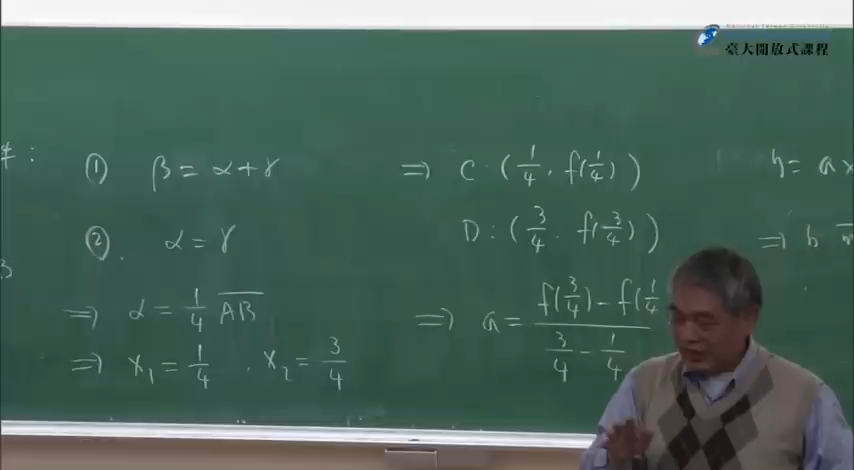 臺大開放式課程
① β = α + γ
② . α = γ
⇒ α = 1/4 AB̅
⇒ x₁ = 1/4 , x₂ = 3/4
⇒ C : (1/4 , f(1/4))
D : (3/4 , f(3/4))
⇒ a = (f(3/4) - f(1/4)) / (3/4 - 1/4)
y = ax
⇒ b